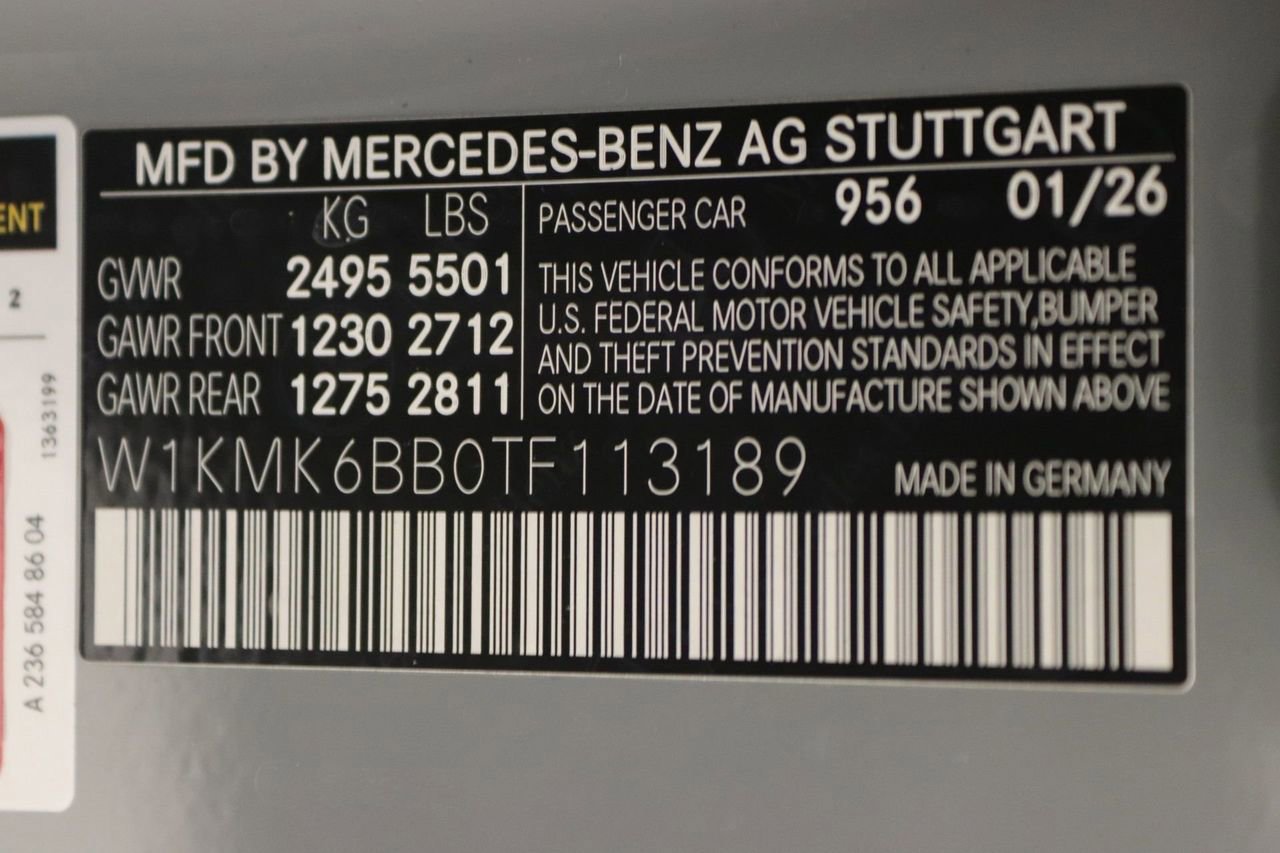 MFD BY MERCEDES-BENZ AG STUTTGART
KG LBS
GVWR 2495 5501
GAWR FRONT 1230 2712
GAWR REAR 1275 2811
PASSENGER CAR 956 01/26
THIS VEHICLE CONFORMS TO ALL APPLICABLE
U.S. FEDERAL MOTOR VEHICLE SAFETY,BUMPER
AND THEFT PREVENTION STANDARDS IN EFFECT
ON THE DATE OF MANUFACTURE SHOWN ABOVE
W1KMK6BB0TF113189
MADE IN GERMANY
ENT
2
1363199
A 236 584 86 04